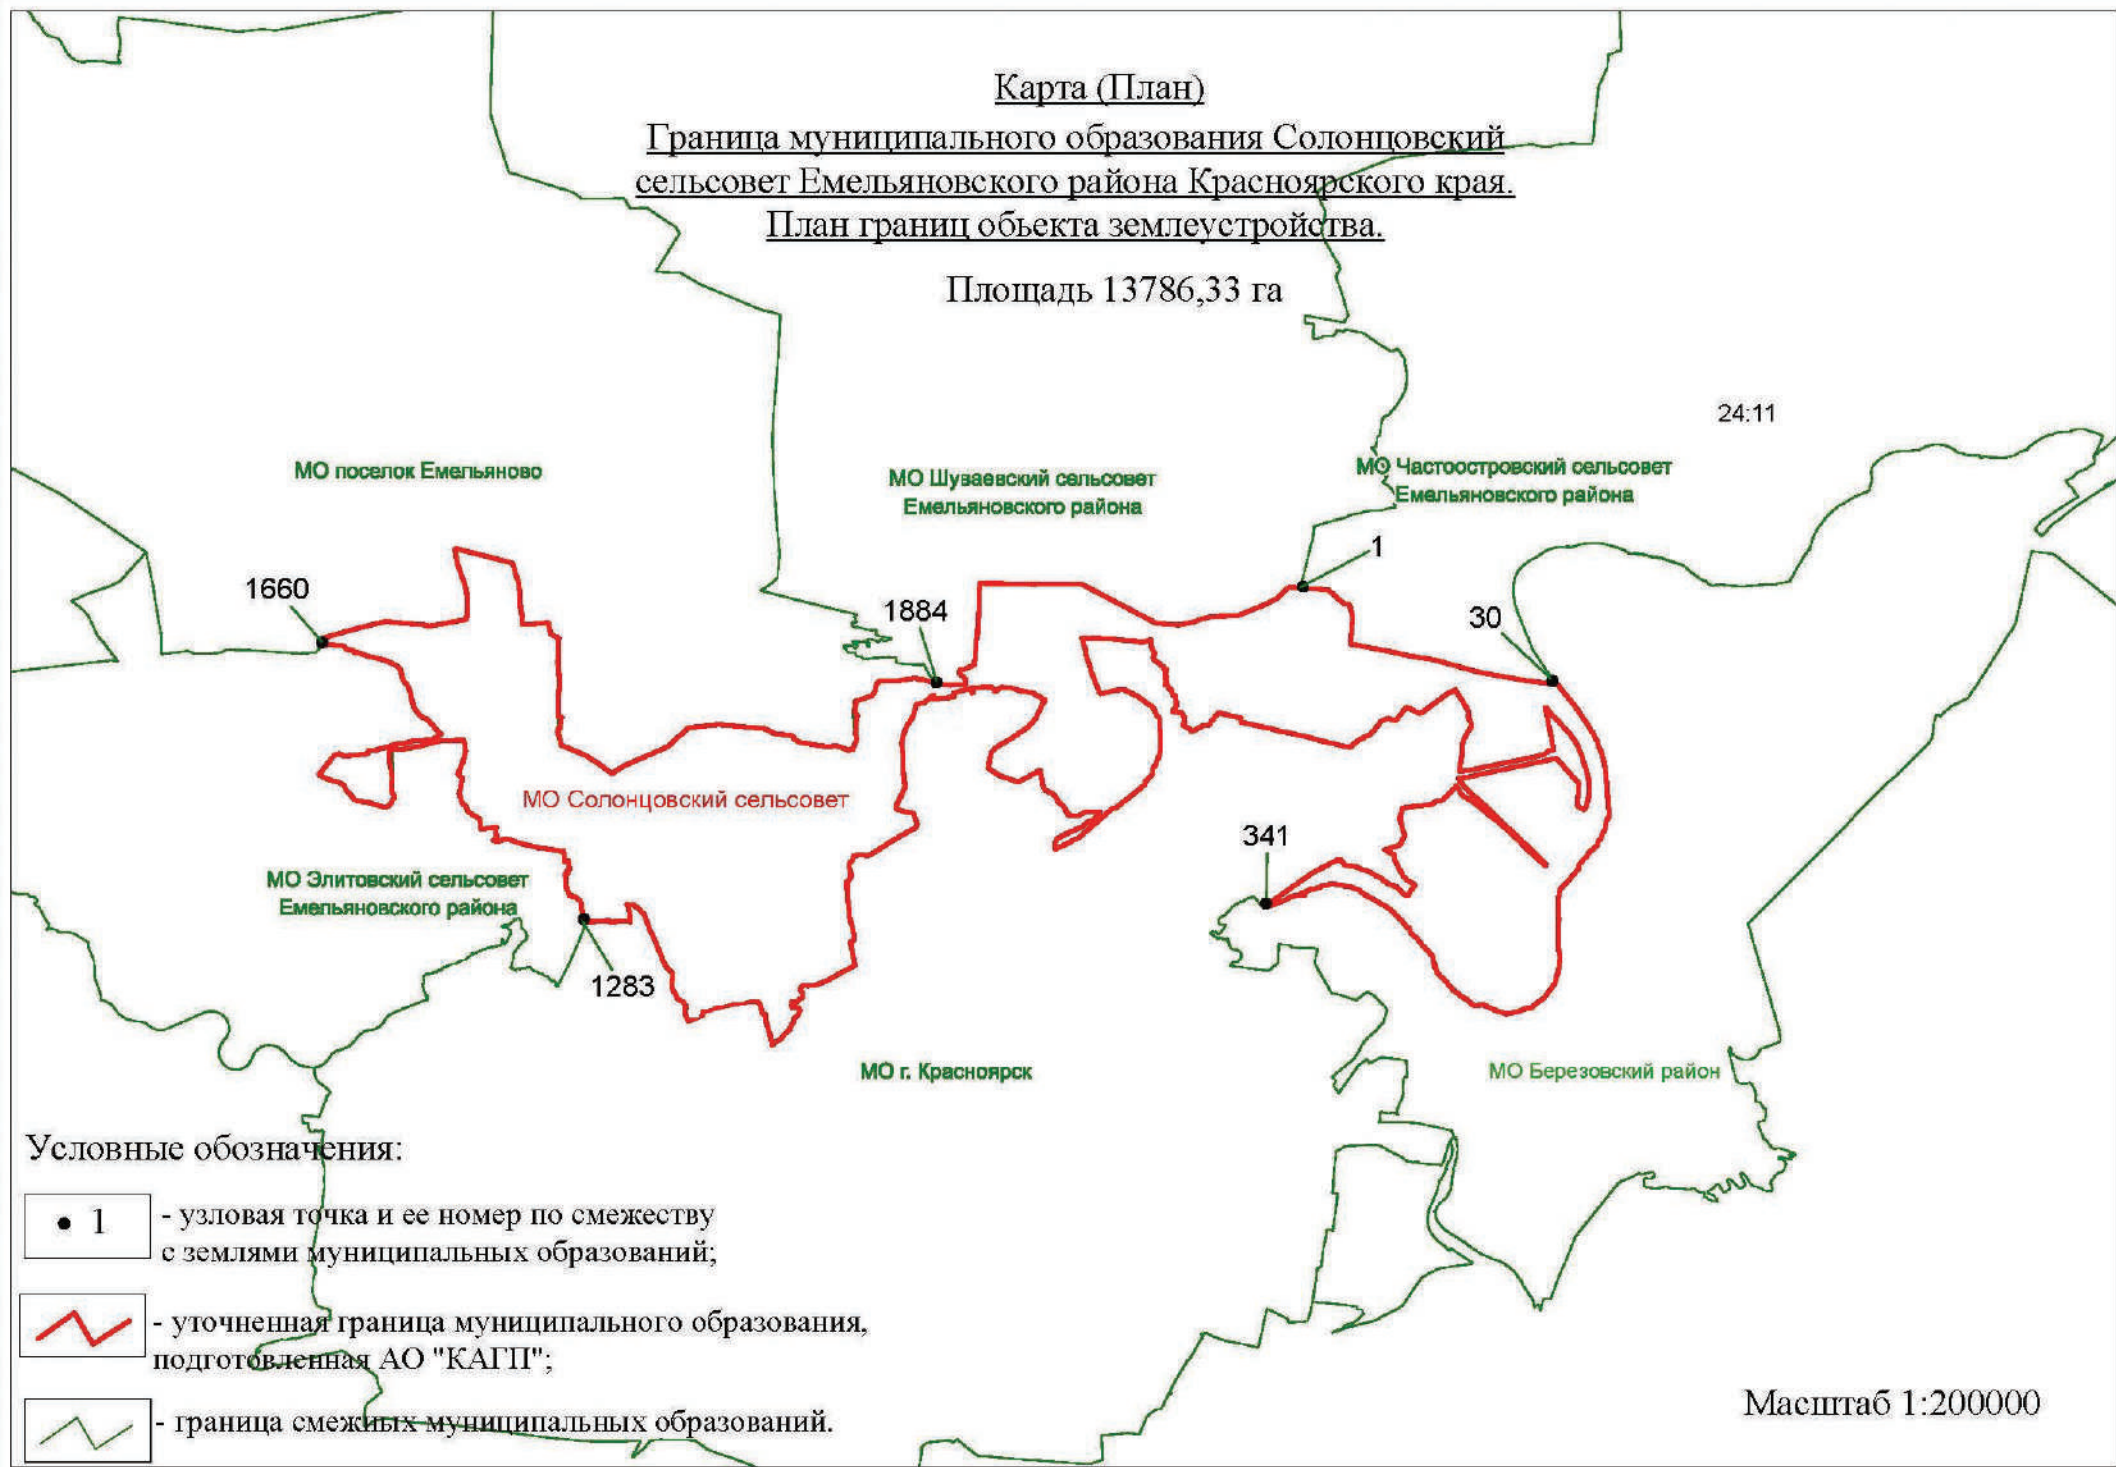 Карта (План)
Граница муниципального образования Солонцовский
сельсовет Емельяновского района Красноярского края.
План границ обьекта землеустройства.
Площадь 13786,33 га
24:11
МО поселок Емельяново
МО Шуваевский сельсовет
Емельяновского района
МО Частоостровский сельсовет
Емельяновского района
1
1660
1884
30
МО Солонцовский сельсовет
341
МО Элитовский сельсовет
Емельяновского района
1283
МО г. Красноярск
МО Березовский район
Условные обозначения:
1 - узловая точка и ее номер по смежеству
с землями муниципальных образований;
- уточненная граница муниципального образования,
подготовленная АО "КАГП";
- граница смежных муниципальных образований.
Масштаб 1:200000